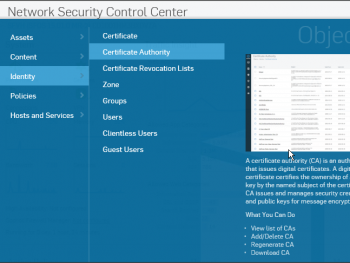 Network Security Control Center
Objec
Assets
Content
Identity
Policies
Hosts and Services
Certificate
Certificate Authority
Certificate Revocation Lists
Zone
Groups
Users
Clientless Users
Guest Users
A certificate authority (CA) is an auth
that issues digital certificates. A digit
certificate certifies the ownership of
key by the named subject of the certif
CA issues and manages security cred
and public keys for message encrypt
What You Can Do
• View list of CAs
• Add/Delete CA
• Regenerate CA
• Download CA